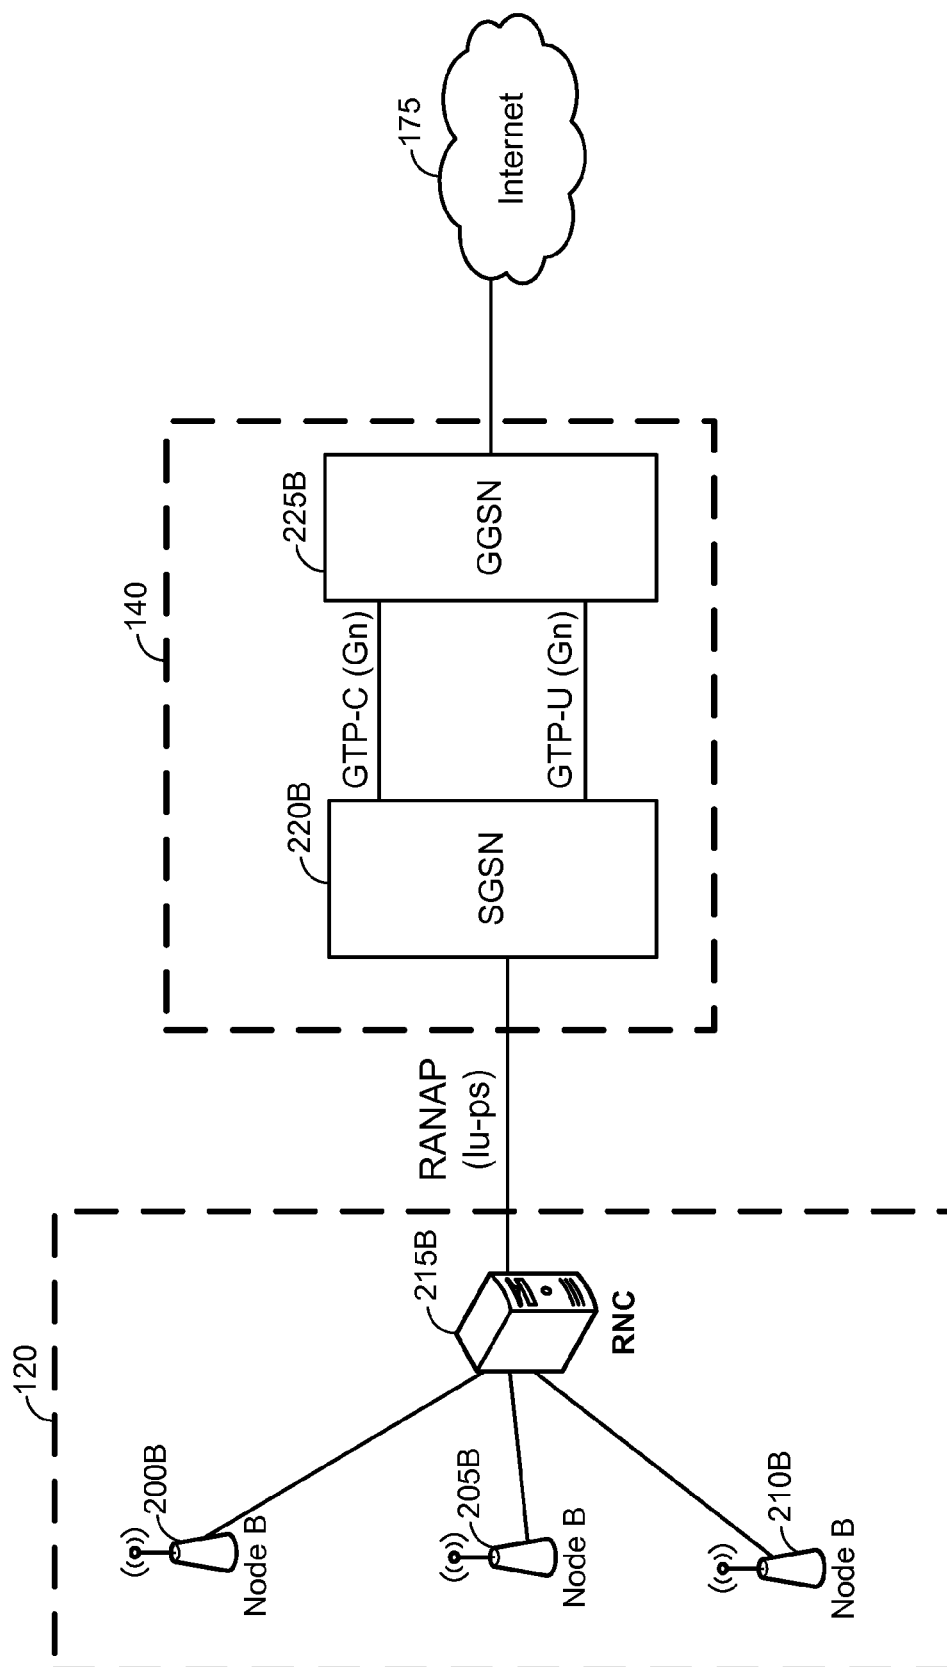 120
200B
Node B
205B
Node B
210B
Node B
215B
RNC
RANAP
(Iu-ps)
140
220B
SGSN
GTP-C (Gn)
GTP-U (Gn)
225B
GGSN
175
Internet